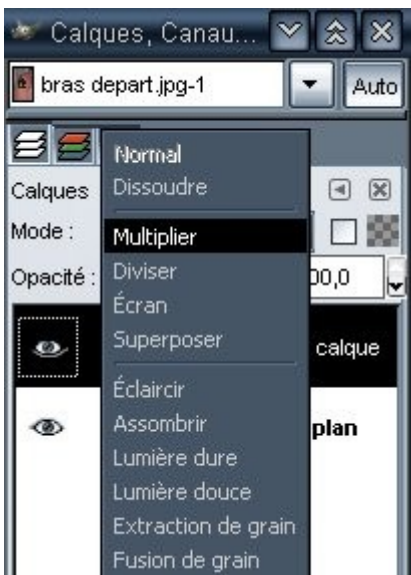 Calques, Canau...
bras depart.jpg-1
Auto
Normal
Calques
Dissoudre
Mode :
Multiplier
Opacité :
Diviser
00,0
Écran
Superposer
calque
Éclaircir
Assombrir
plan
Lumière dure
Lumière douce
Extraction de grain
Fusion de grain